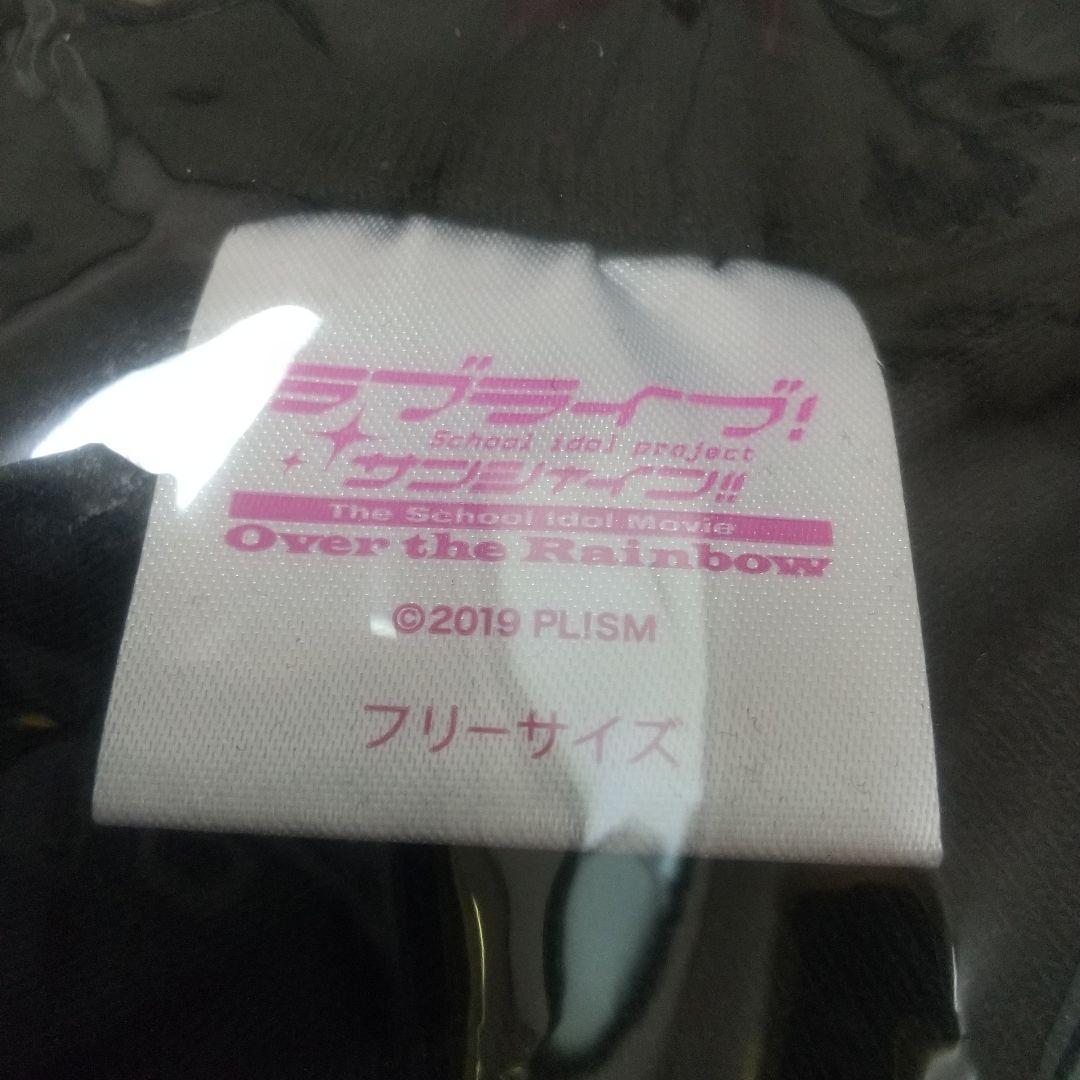 ラブライブ!
School idol project
サンシャイン!!
The School Idol Movie
Over the Rainbow
©2019 PL!SM
フリーサイズ